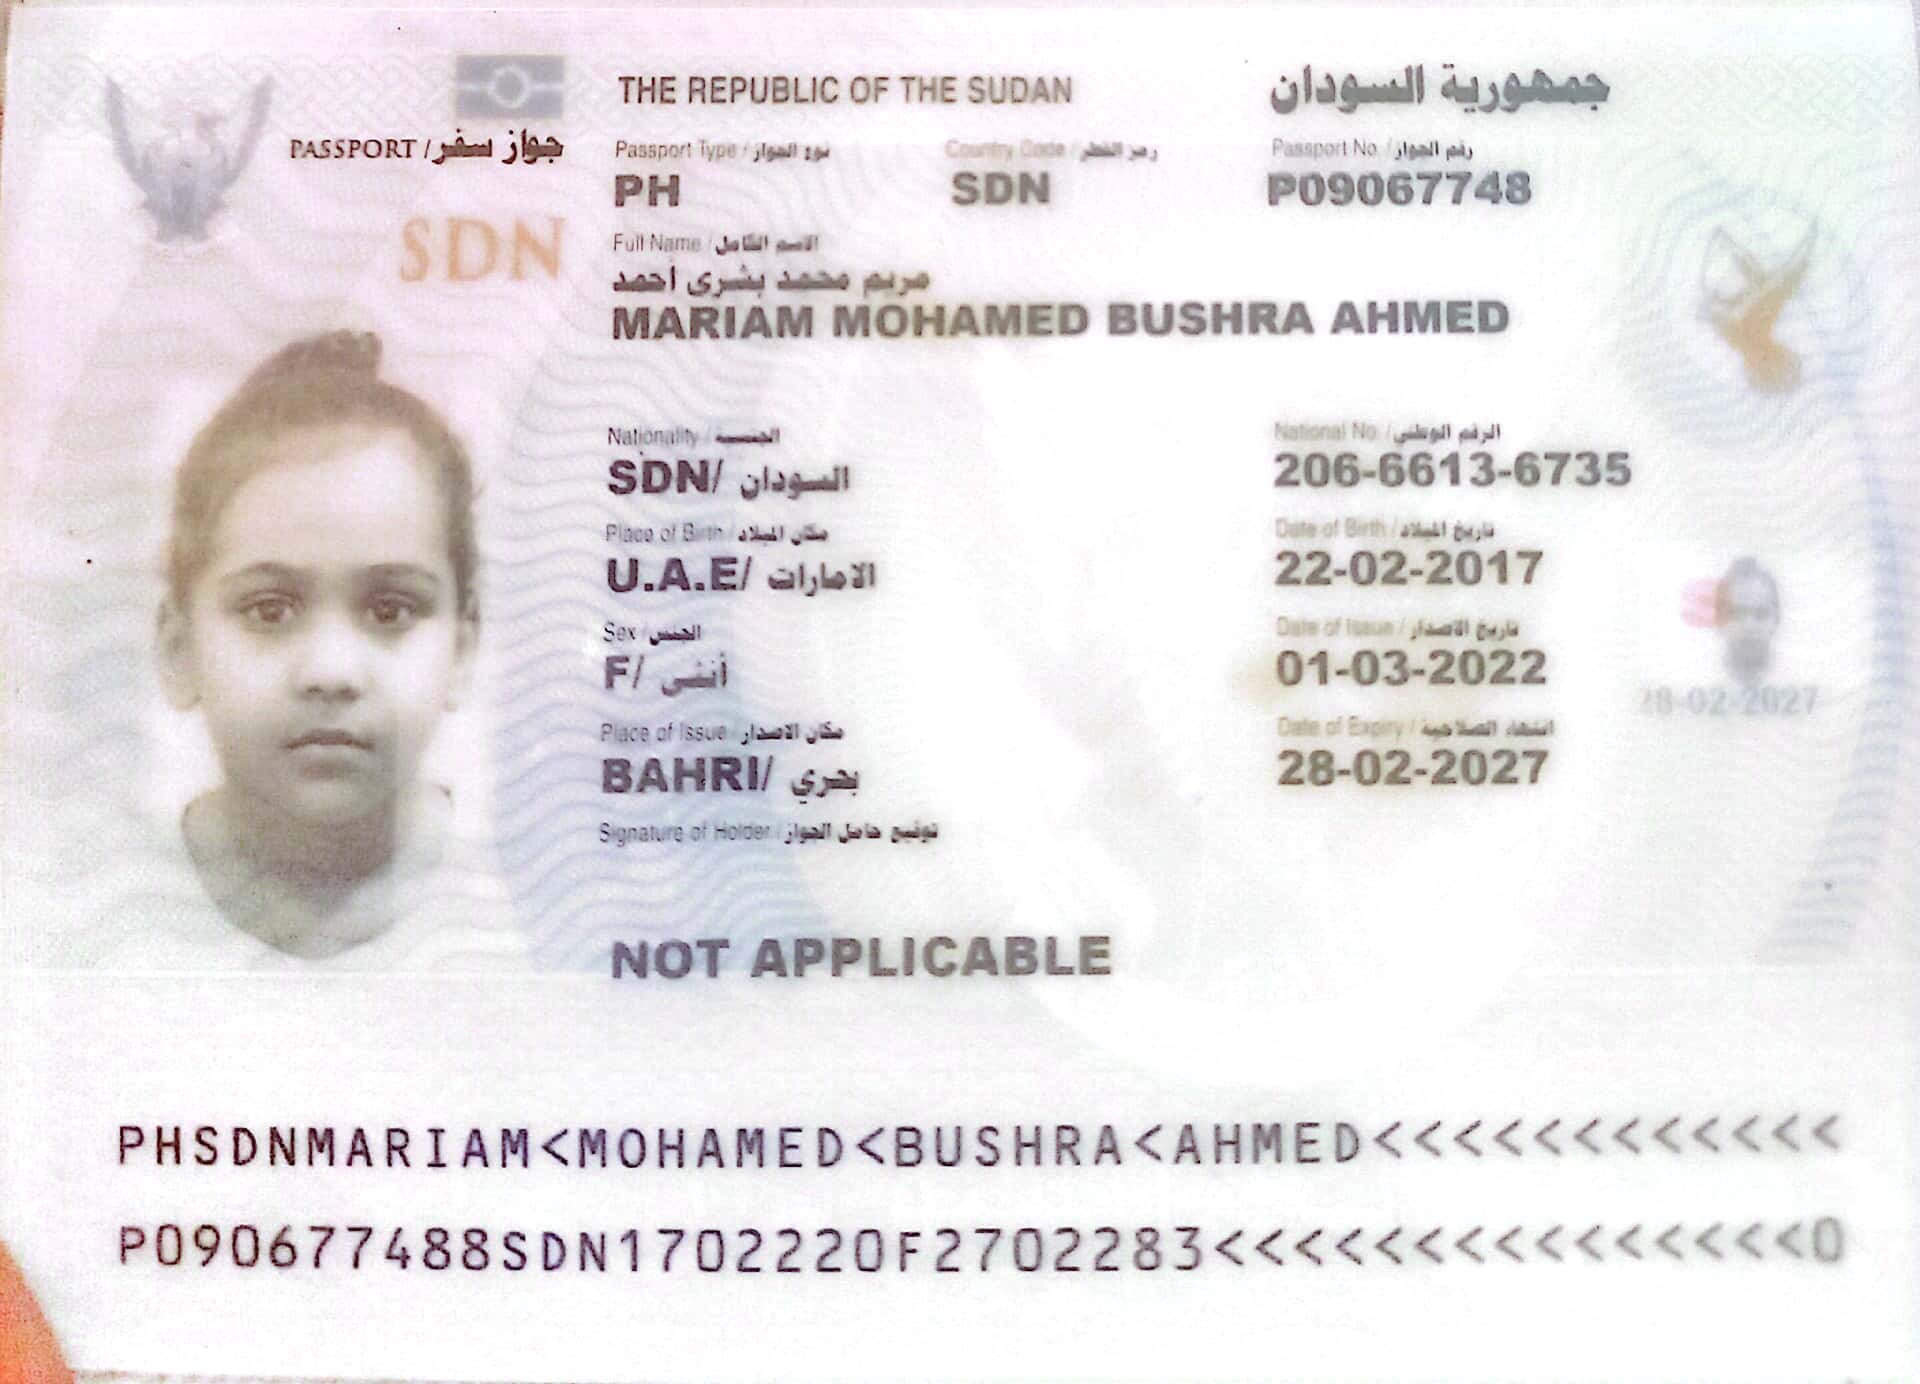 THE REPUBLIC OF THE SUDAN جمهورية السودان
PASSPORT / جواز سفر
Passport Type / نوع الجواز Country Code / رمز القطر Passport No. / رقم الجواز
PH SDN P09067748
SDN
Full Name / الاسم الكامل
مريم محمد بشرى أحمد
MARIAM MOHAMED BUSHRA AHMED
Nationality / الجنسية National No. / الرقم الوطني
SDN/ السودان 206-6613-6735
Place of Birth / مكان الميلاد Date of Birth / تاريخ الميلاد
U.A.E/ الامارات 22-02-2017
Sex / الجنس Date of Issue / تاريخ الاصدار
F/ أنثى 01-03-2022
28-02-2027
Place of Issue / مكان الاصدار Date of Expiry / انتهاء الصلاحية
BAHRI/ بحري 28-02-2027
Signature of Holder / توقيع حامل الجواز
NOT APPLICABLE
PHSDNMARIAM<MOHAMED<BUSHRA<AHMED<<<<<<<<<<<<
P090677488SDN1702220F2702283<<<<<<<<<<<<<<<0